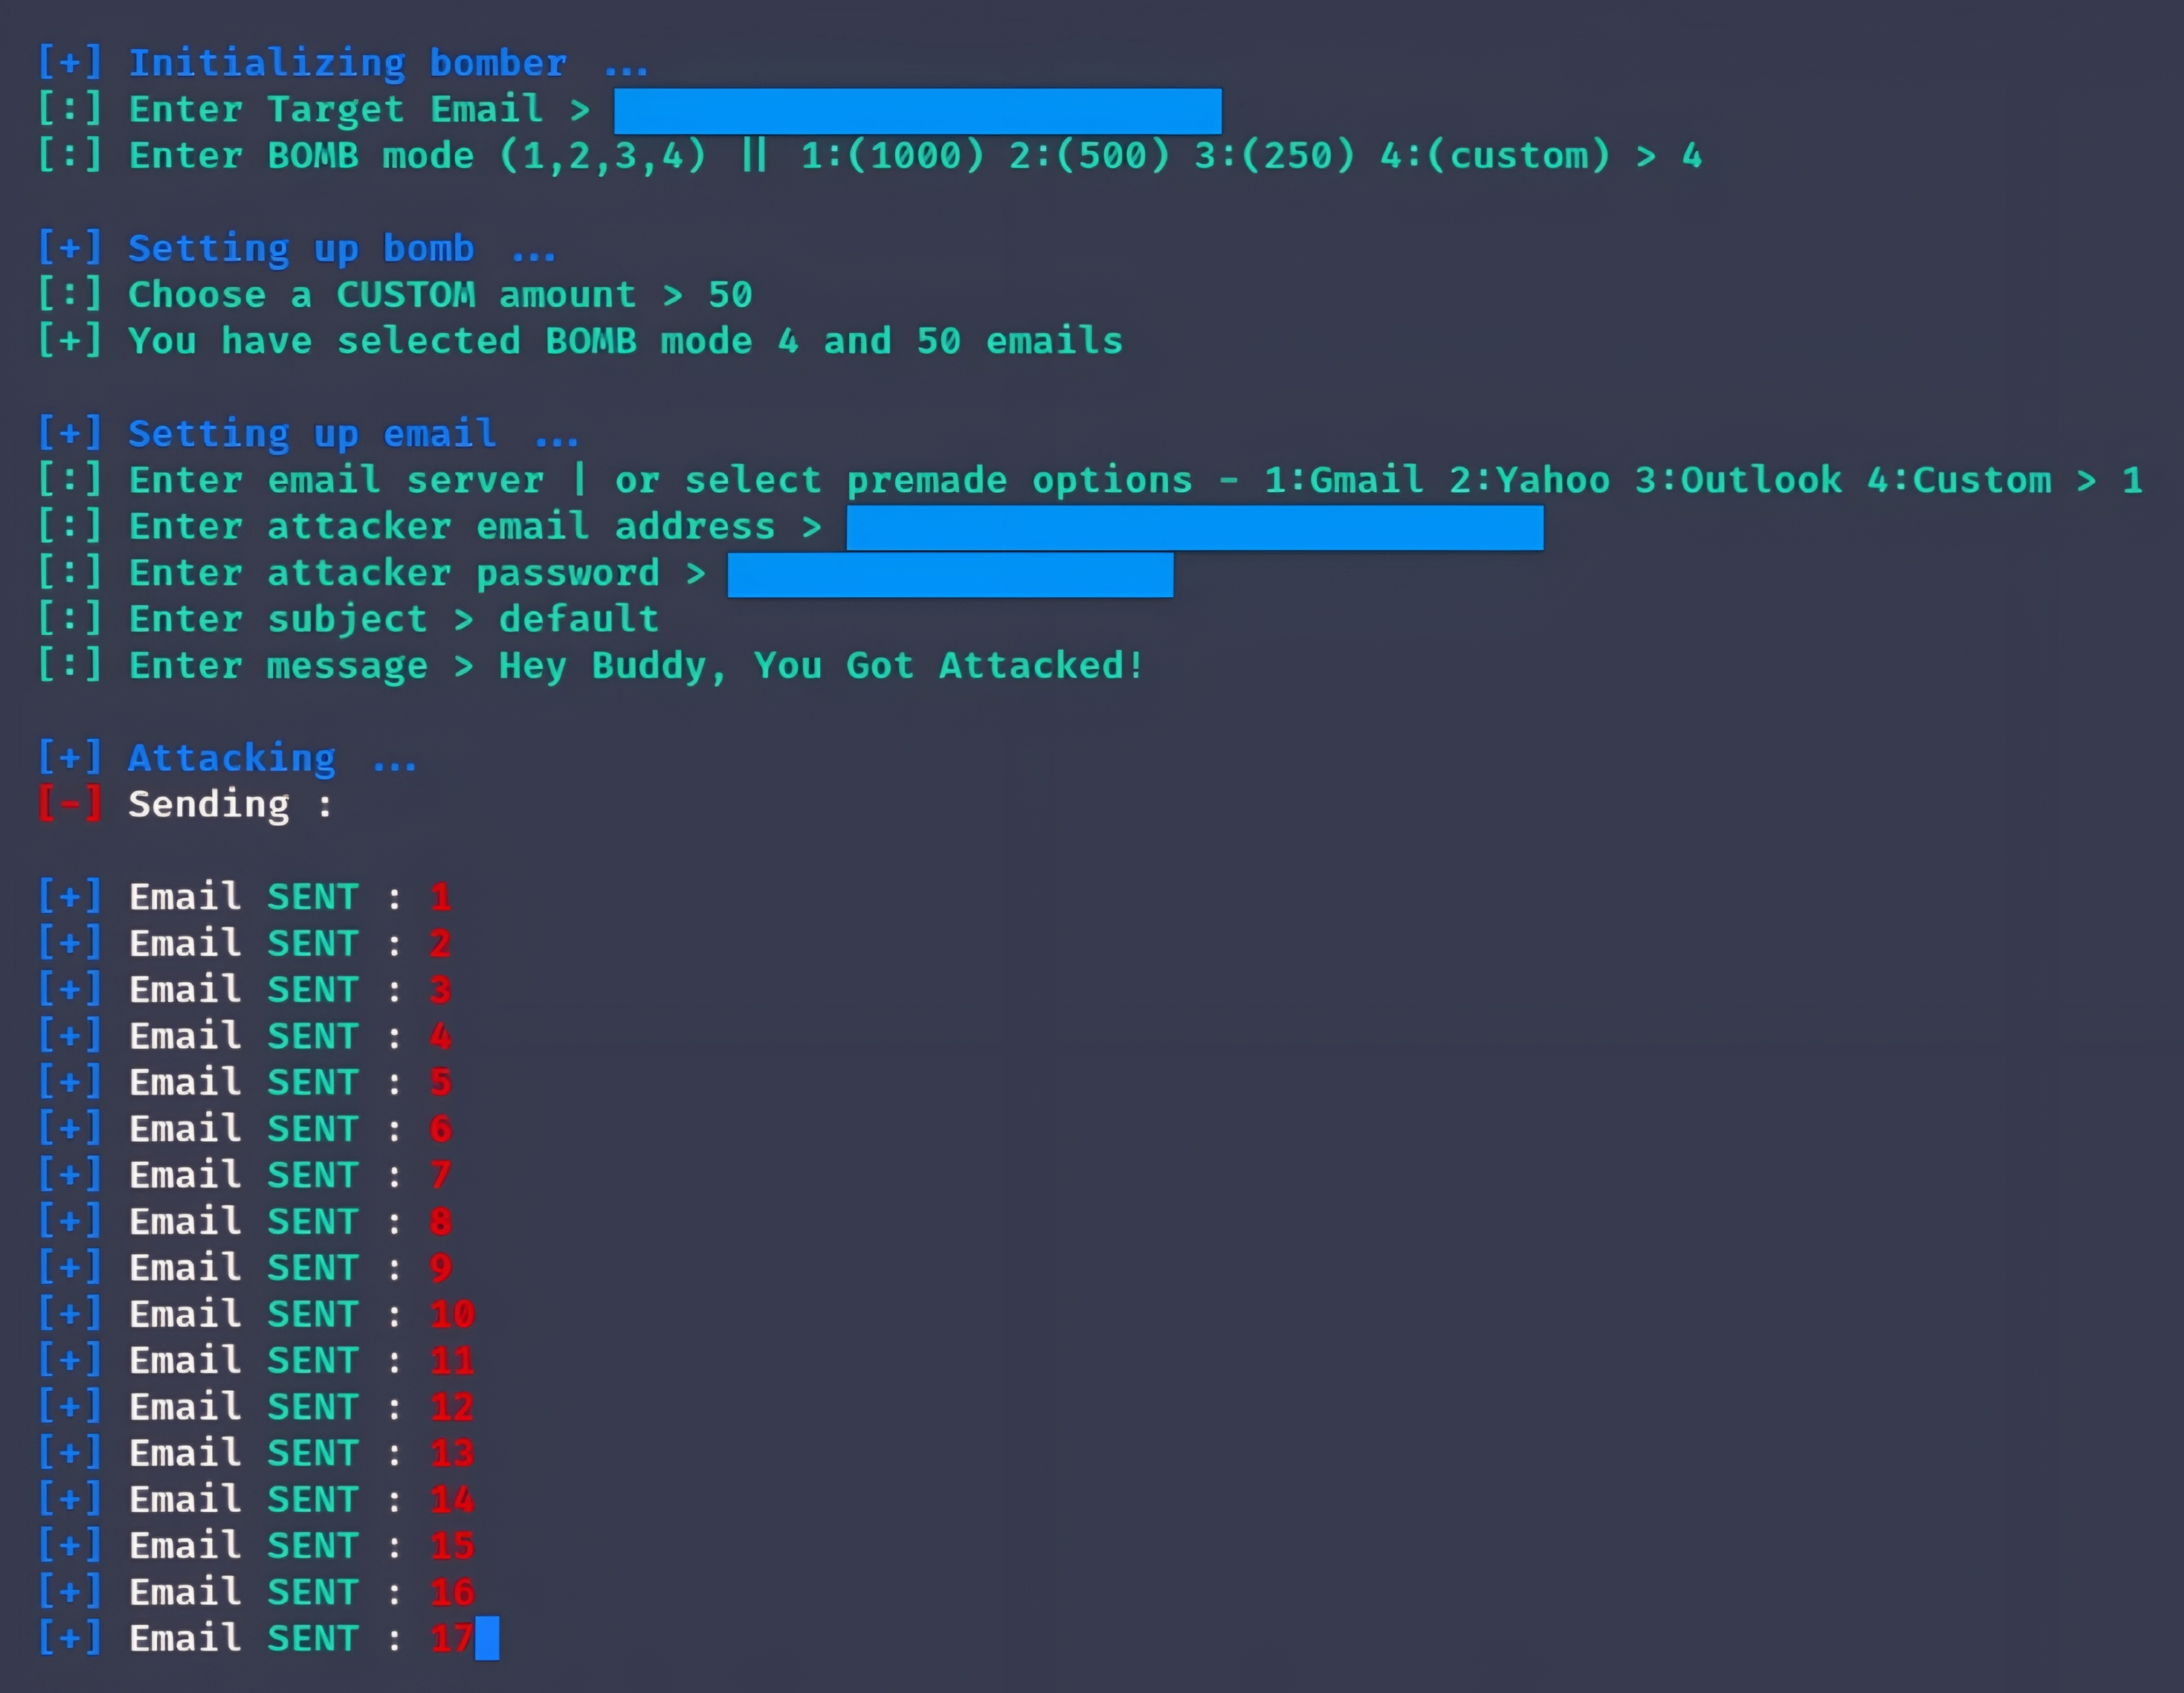 [+] Initializing bomber ...
[:] Enter Target Email >
[:] Enter BOMB mode (1,2,3,4) || 1:(1000) 2:(500) 3:(250) 4:(custom) > 4
[+] Setting up bomb ...
[:] Choose a CUSTOM amount > 50
[+] You have selected BOMB mode 4 and 50 emails
[+] Setting up email ...
[:] Enter email server | or select premade options - 1:Gmail 2:Yahoo 3:Outlook 4:Custom > 1
[:] Enter attacker email address >
[:] Enter attacker password >
[:] Enter subject > default
[:] Enter message > Hey Buddy, You Got Attacked!
[+] Attacking ...
[-] Sending :
[+] Email SENT : 1
[+] Email SENT : 2
[+] Email SENT : 3
[+] Email SENT : 4
[+] Email SENT : 5
[+] Email SENT : 6
[+] Email SENT : 7
[+] Email SENT : 8
[+] Email SENT : 9
[+] Email SENT : 10
[+] Email SENT : 11
[+] Email SENT : 12
[+] Email SENT : 13
[+] Email SENT : 14
[+] Email SENT : 15
[+] Email SENT : 16
[+] Email SENT : 17